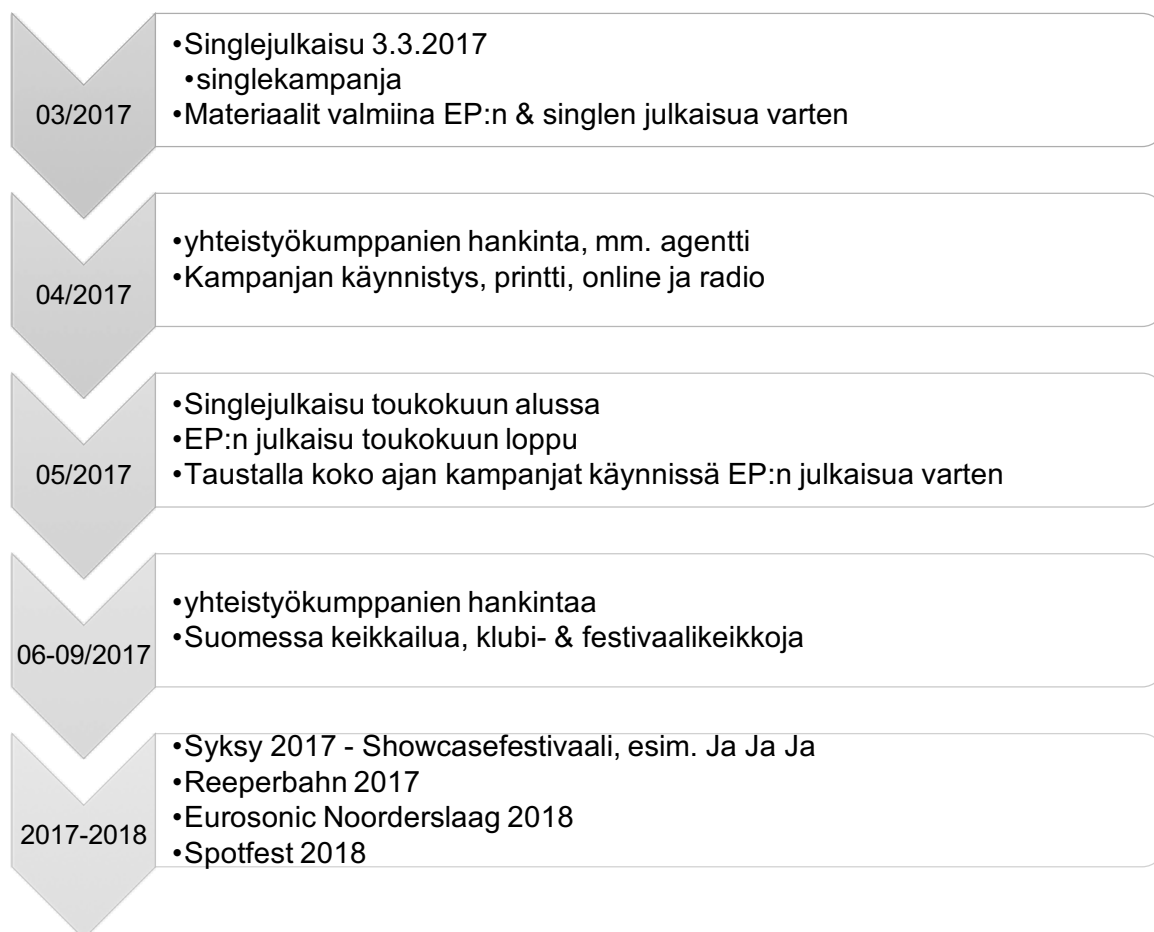 03/2017
•Singlejulkaisu 3.3.2017
•singlekampanja
•Materiaalit valmiina EP:n & singlen julkaisua varten
04/2017
•yhteistyökumppanien hankinta, mm. agentti
•Kampanjan käynnistys, printti, online ja radio
05/2017
•Singlejulkaisu toukokuun alussa
•EP:n julkaisu toukokuun loppu
•Taustalla koko ajan kampanjat käynnissä EP:n julkaisua varten
06-09/2017
•yhteistyökumppanien hankintaa
•Suomessa keikkailua, klubi- & festivaalikeikkoja
2017-2018
•Syksy 2017 - Showcasefestivaali, esim. Ja Ja Ja
•Reeperbahn 2017
•Eurosonic Noorderslaag 2018
•Spotfest 2018